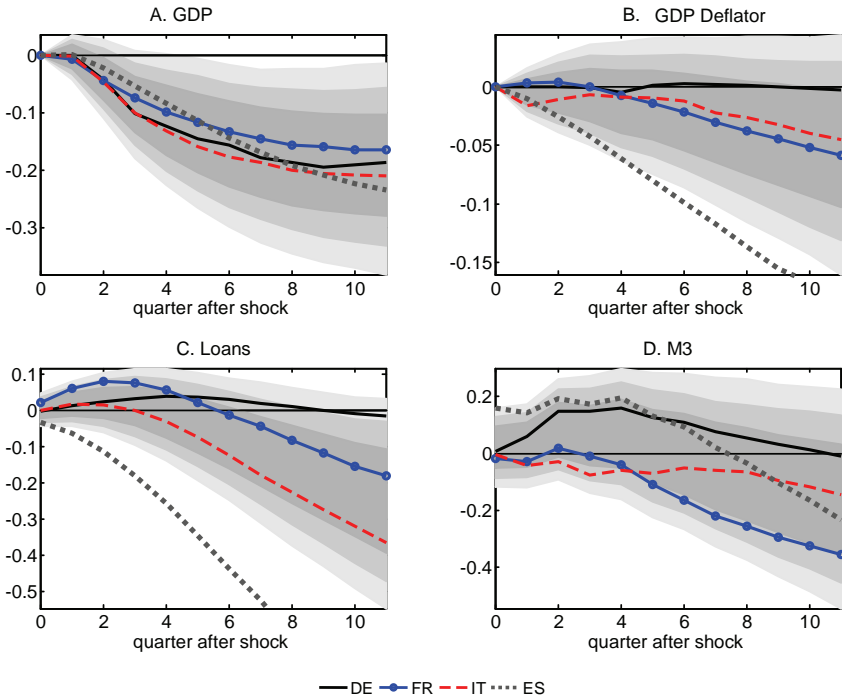 A. GDP
0
-0.1
-0.2
-0.3
0 2 4 6 8 10
quarter after shock
B. GDP Deflator
0
-0.05
-0.1
-0.15
0 2 4 6 8 10
quarter after shock
C. Loans
0.1
0
-0.1
-0.2
-0.3
-0.4
-0.5
0 2 4 6 8 10
quarter after shock
D. M3
0.2
0
-0.2
-0.4
0 2 4 6 8 10
quarter after shock
DE FR IT ES